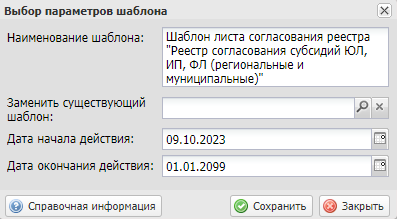 Выбор параметров шаблона
Наименование шаблона:
Шаблон листа согласования реестра
"Реестр согласования субсидий ЮЛ,
ИП, ФЛ (региональные и
муниципальные)"
Заменить существующий
шаблон:
Дата начала действия:
09.10.2023
Дата окончания действия:
01.01.2099
Справочная информация
Сохранить
Закрыть